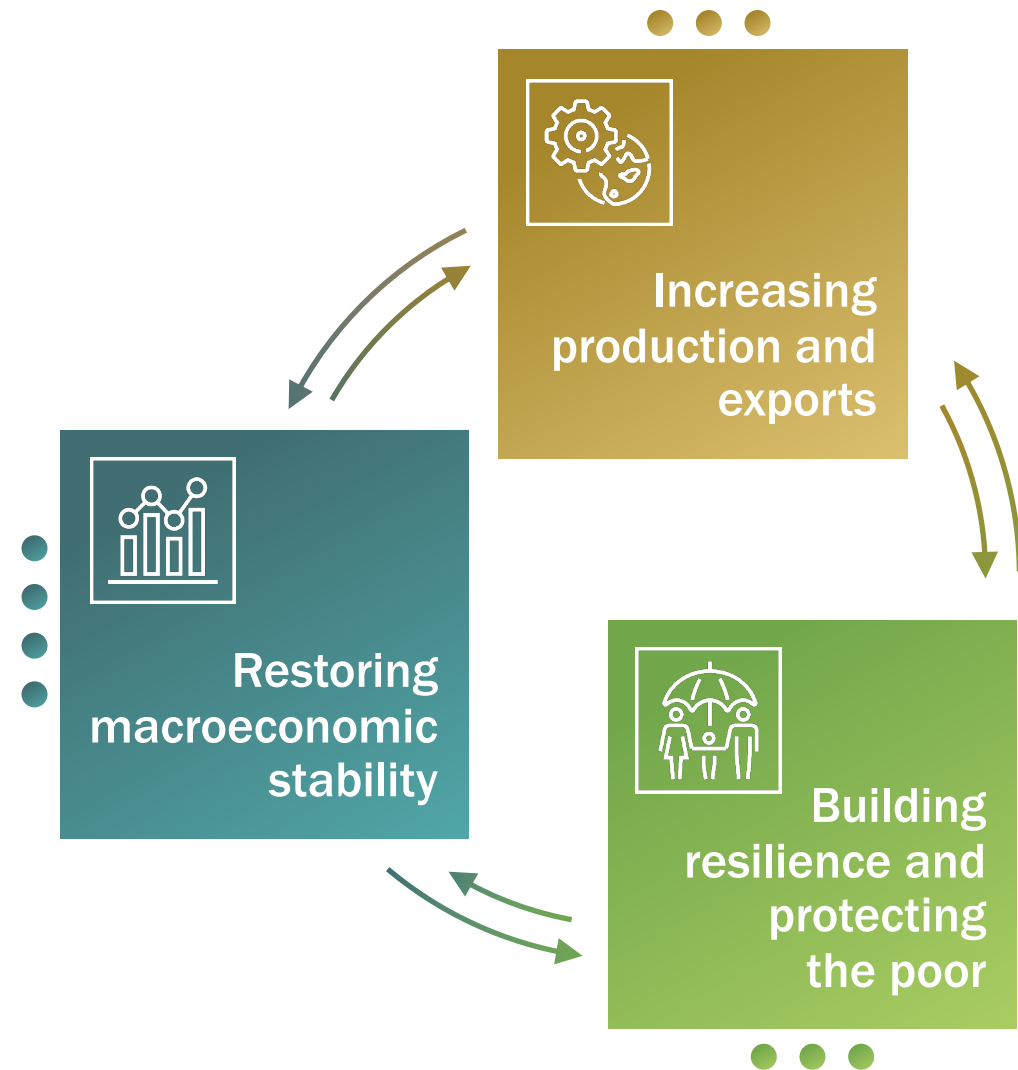 Increasing
production and
exports
Restoring
macroeconomic
stability
Building
resilience and
protecting
the poor